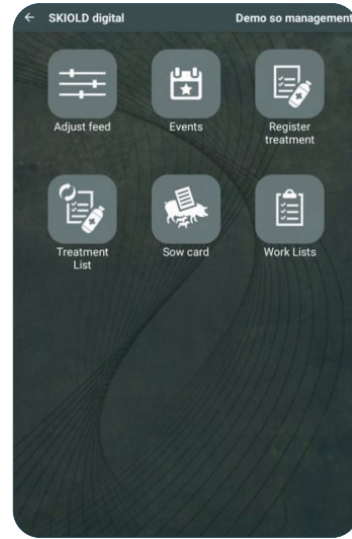 SKIOLD digital
Demo so management
Adjust feed
Events
Register
treatment
Treatment
List
Sow card
Work Lists